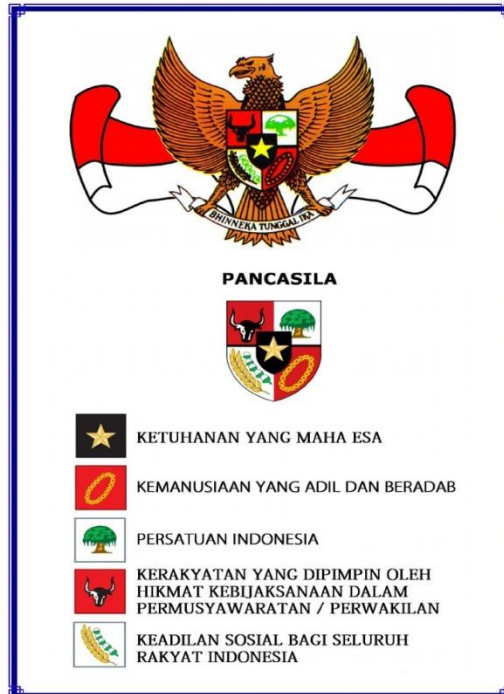 BHINNEKA TUNGGAL IKA
PANCASILA
KETUHANAN YANG MAHA ESA
KEMANUSIAAN YANG ADIL DAN BERADAB
PERSATUAN INDONESIA
KERAKYATAN YANG DIPIMPIN OLEH
HIKMAT KEBIJAKSANAAN DALAM
PERMUSYAWARATAN / PERWAKILAN
KEADILAN SOSIAL BAGI SELURUH
RAKYAT INDONESIA